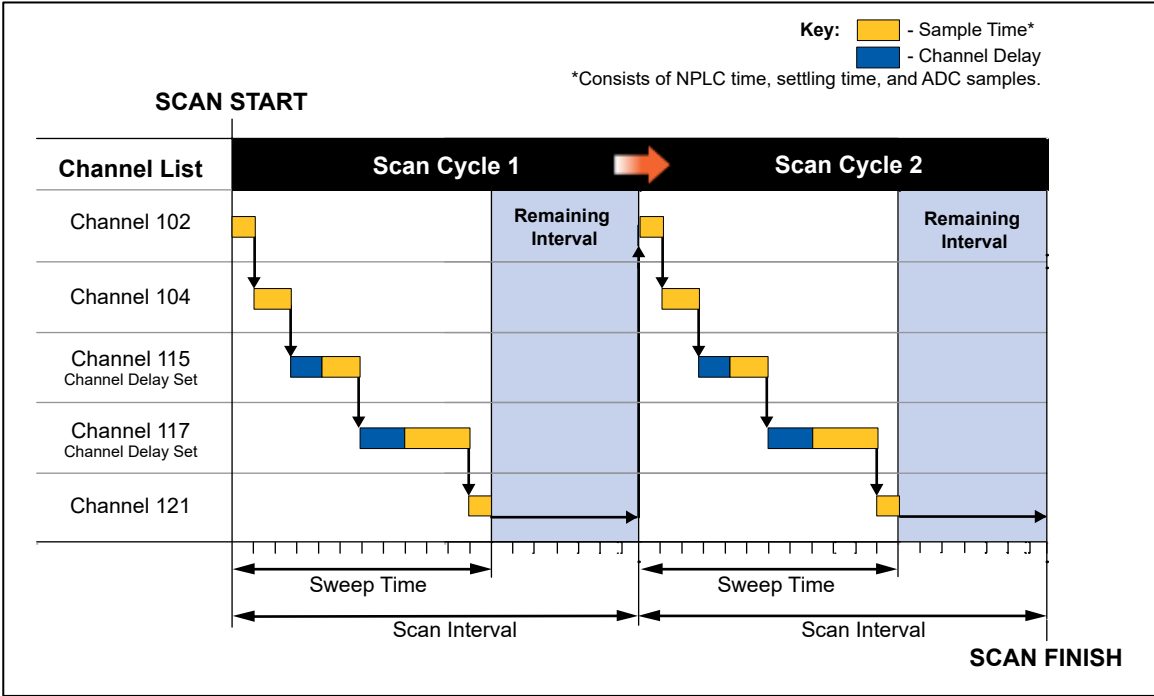 Key: - Sample Time*
- Channel Delay
*Consists of NPLC time, settling time, and ADC samples.
SCAN START
Channel List
Scan Cycle 1
Scan Cycle 2
Channel 102
Remaining
Interval
Remaining
Interval
Channel 104
Channel 115
Channel Delay Set
Channel 117
Channel Delay Set
Channel 121
Sweep Time
Sweep Time
Scan Interval
Scan Interval
SCAN FINISH